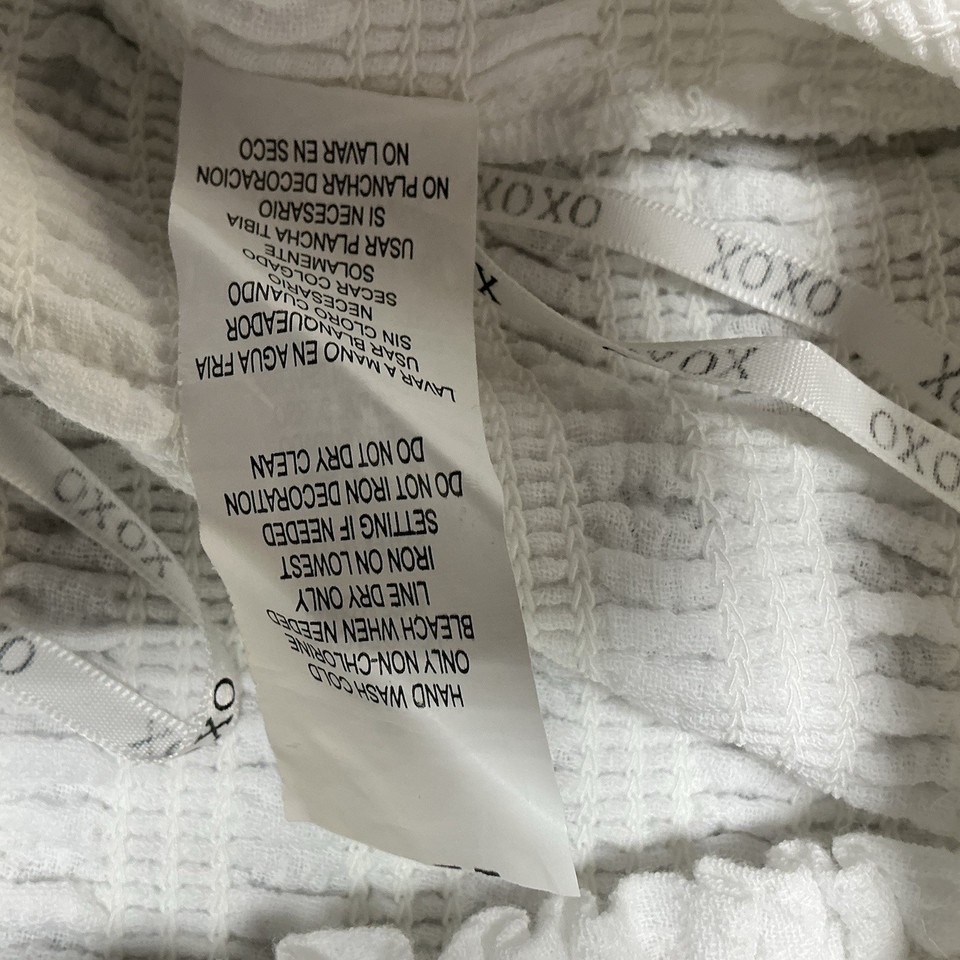 HAND WASH COLD
ONLY NON-CHLORINE
BLEACH WHEN NEEDED
LINE DRY ONLY
IRON ON LOWEST
SETTING IF NEEDED
DO NOT IRON DECORATION
DO NOT DRY CLEAN
LAVAR A MANO EN AGUA FRIA
USAR BLANQUEADOR
SIN CLORO CUANDO
NECESARIO
SECAR COLGADO
SOLAMENTE
USAR PLANCHA TIBIA
SI NECESARIO
NO PLANCHAR DECORACION
NO LAVAR EN SECO
XOXO
XOXO
X
XOXO
OXO
XOXO
XOXO
O
OX